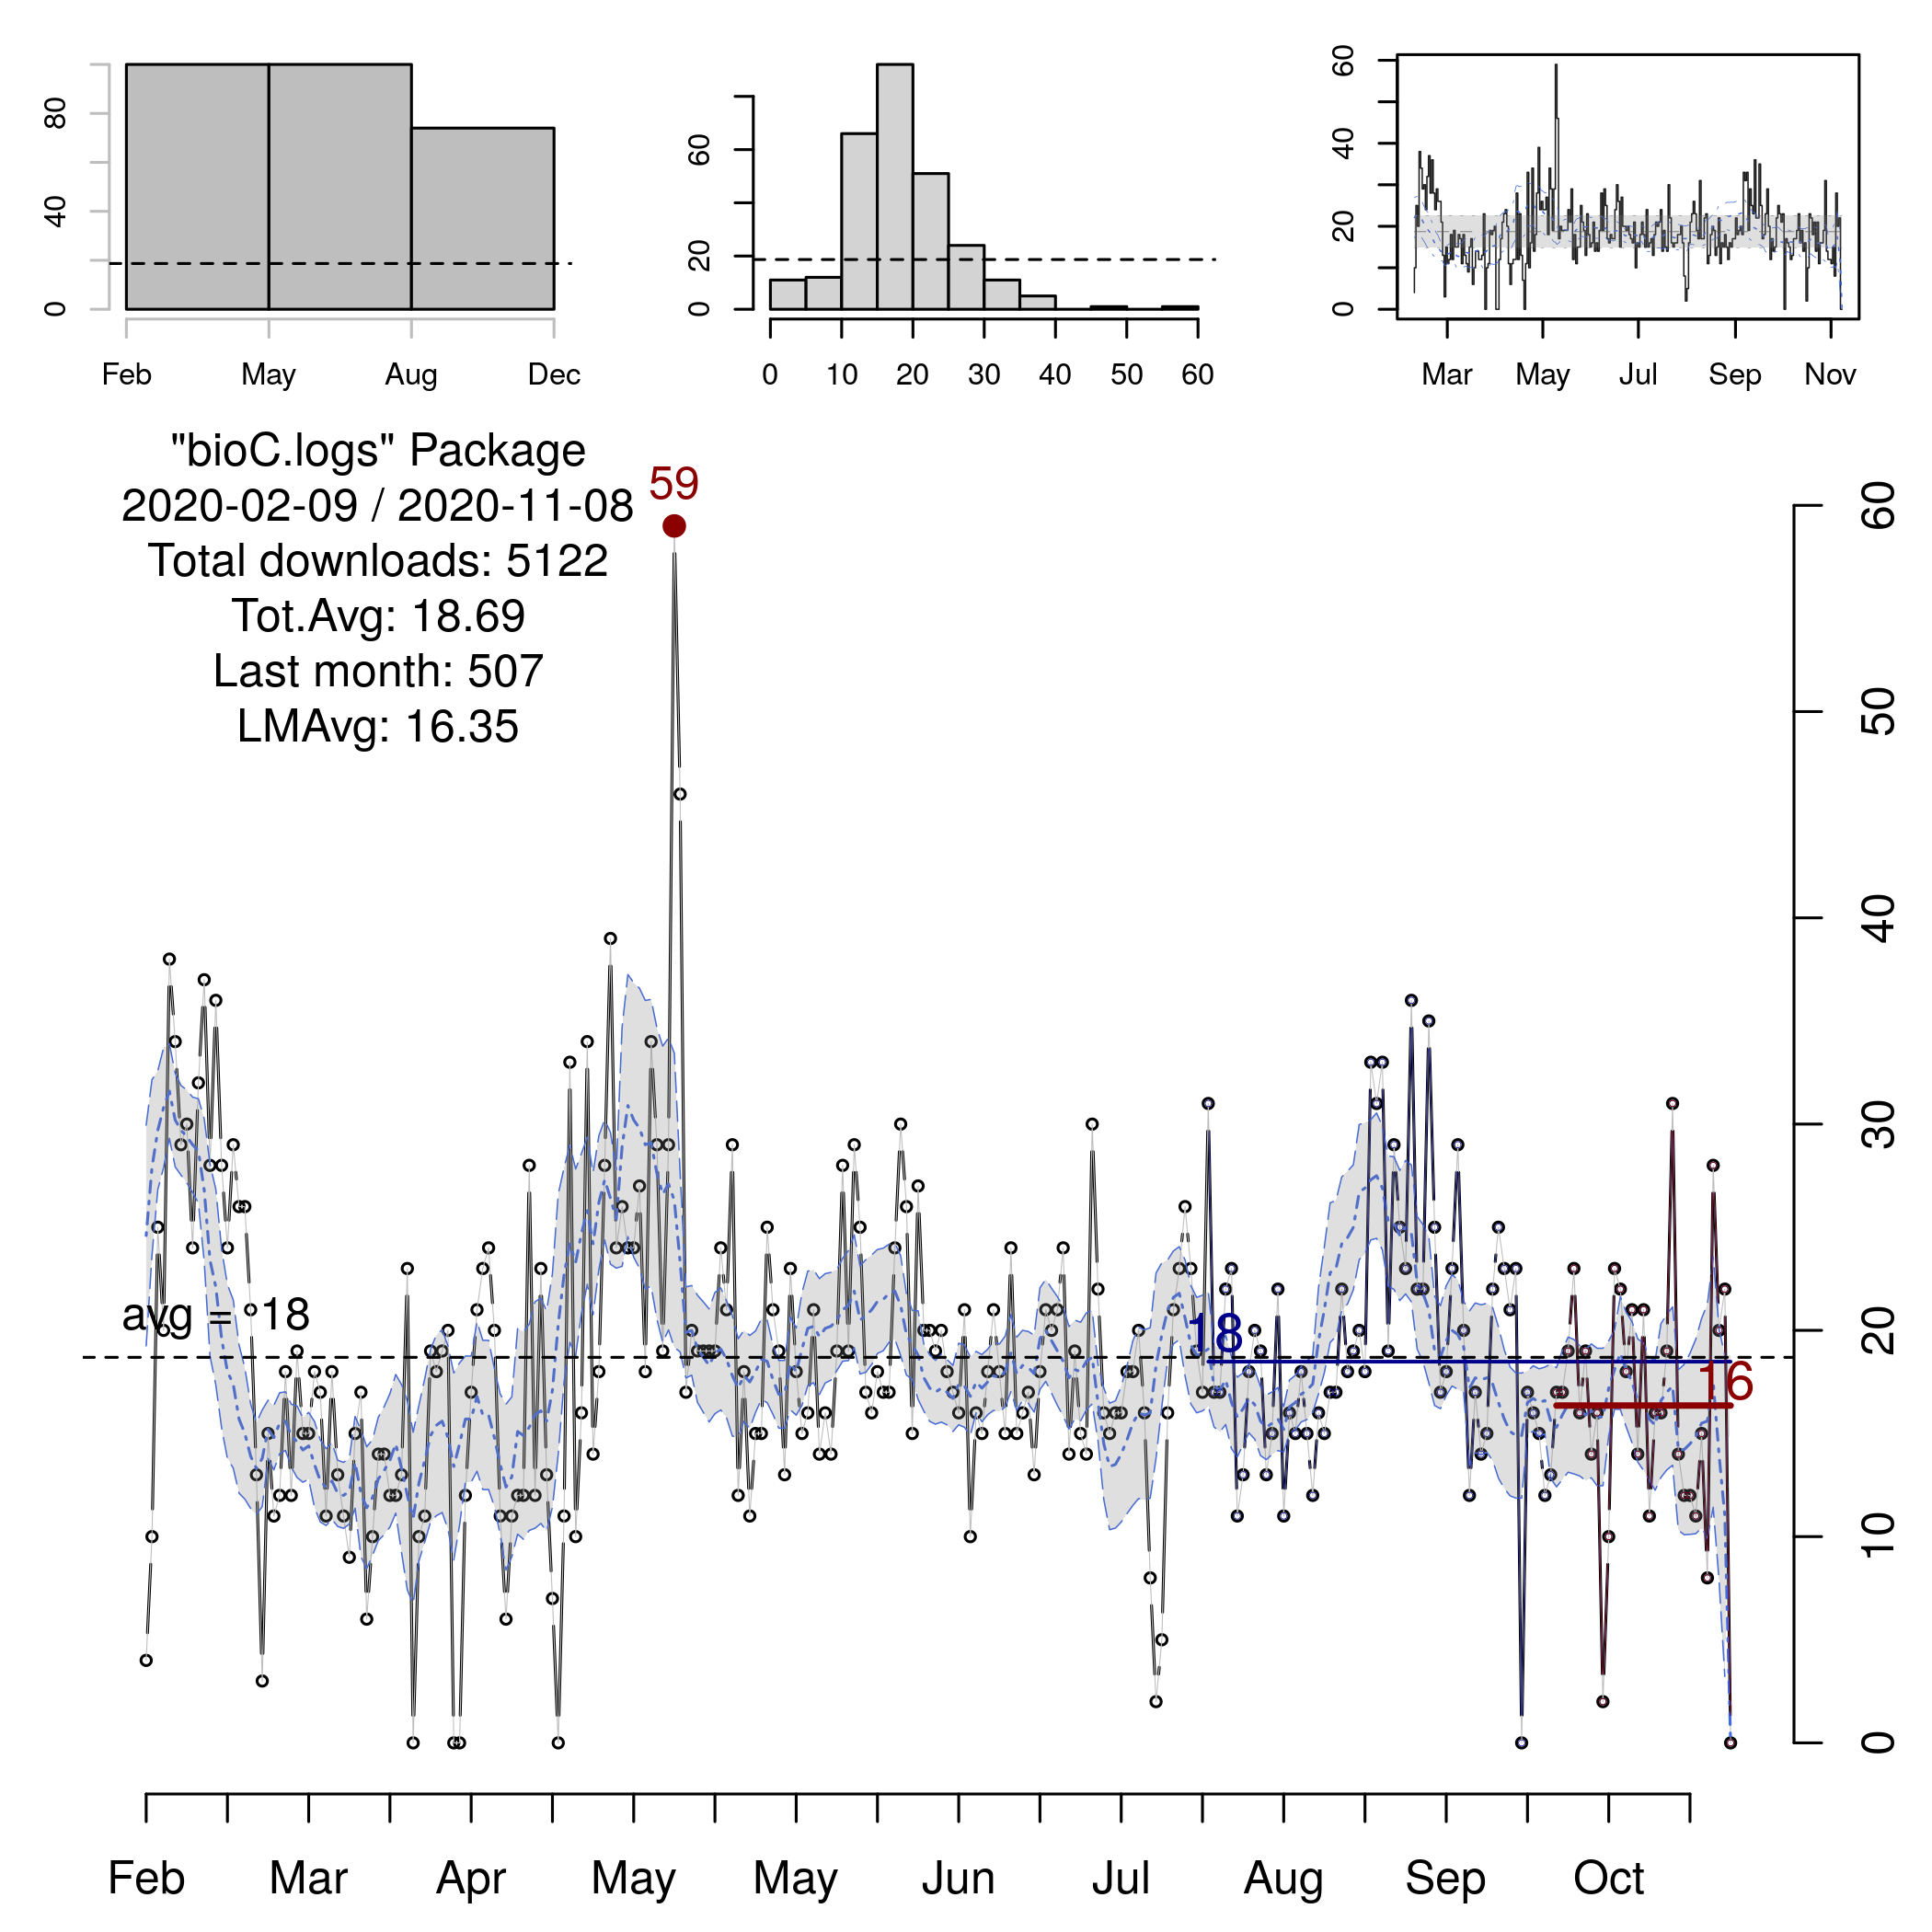 80
40
0
Feb May Aug Dec
60
20
0
0 10 20 30 40 50 60
60
40
20
0
Mar May Jul Sep Nov
"bioC.logs" Package
2020-02-09 / 2020-11-08
Total downloads: 5122
Tot.Avg: 18.69
Last month: 507
LMAvg: 16.35
59
avg = 18
18
16
60
50
40
30
20
10
0
Feb Mar Apr May May Jun Jul Aug Sep Oct